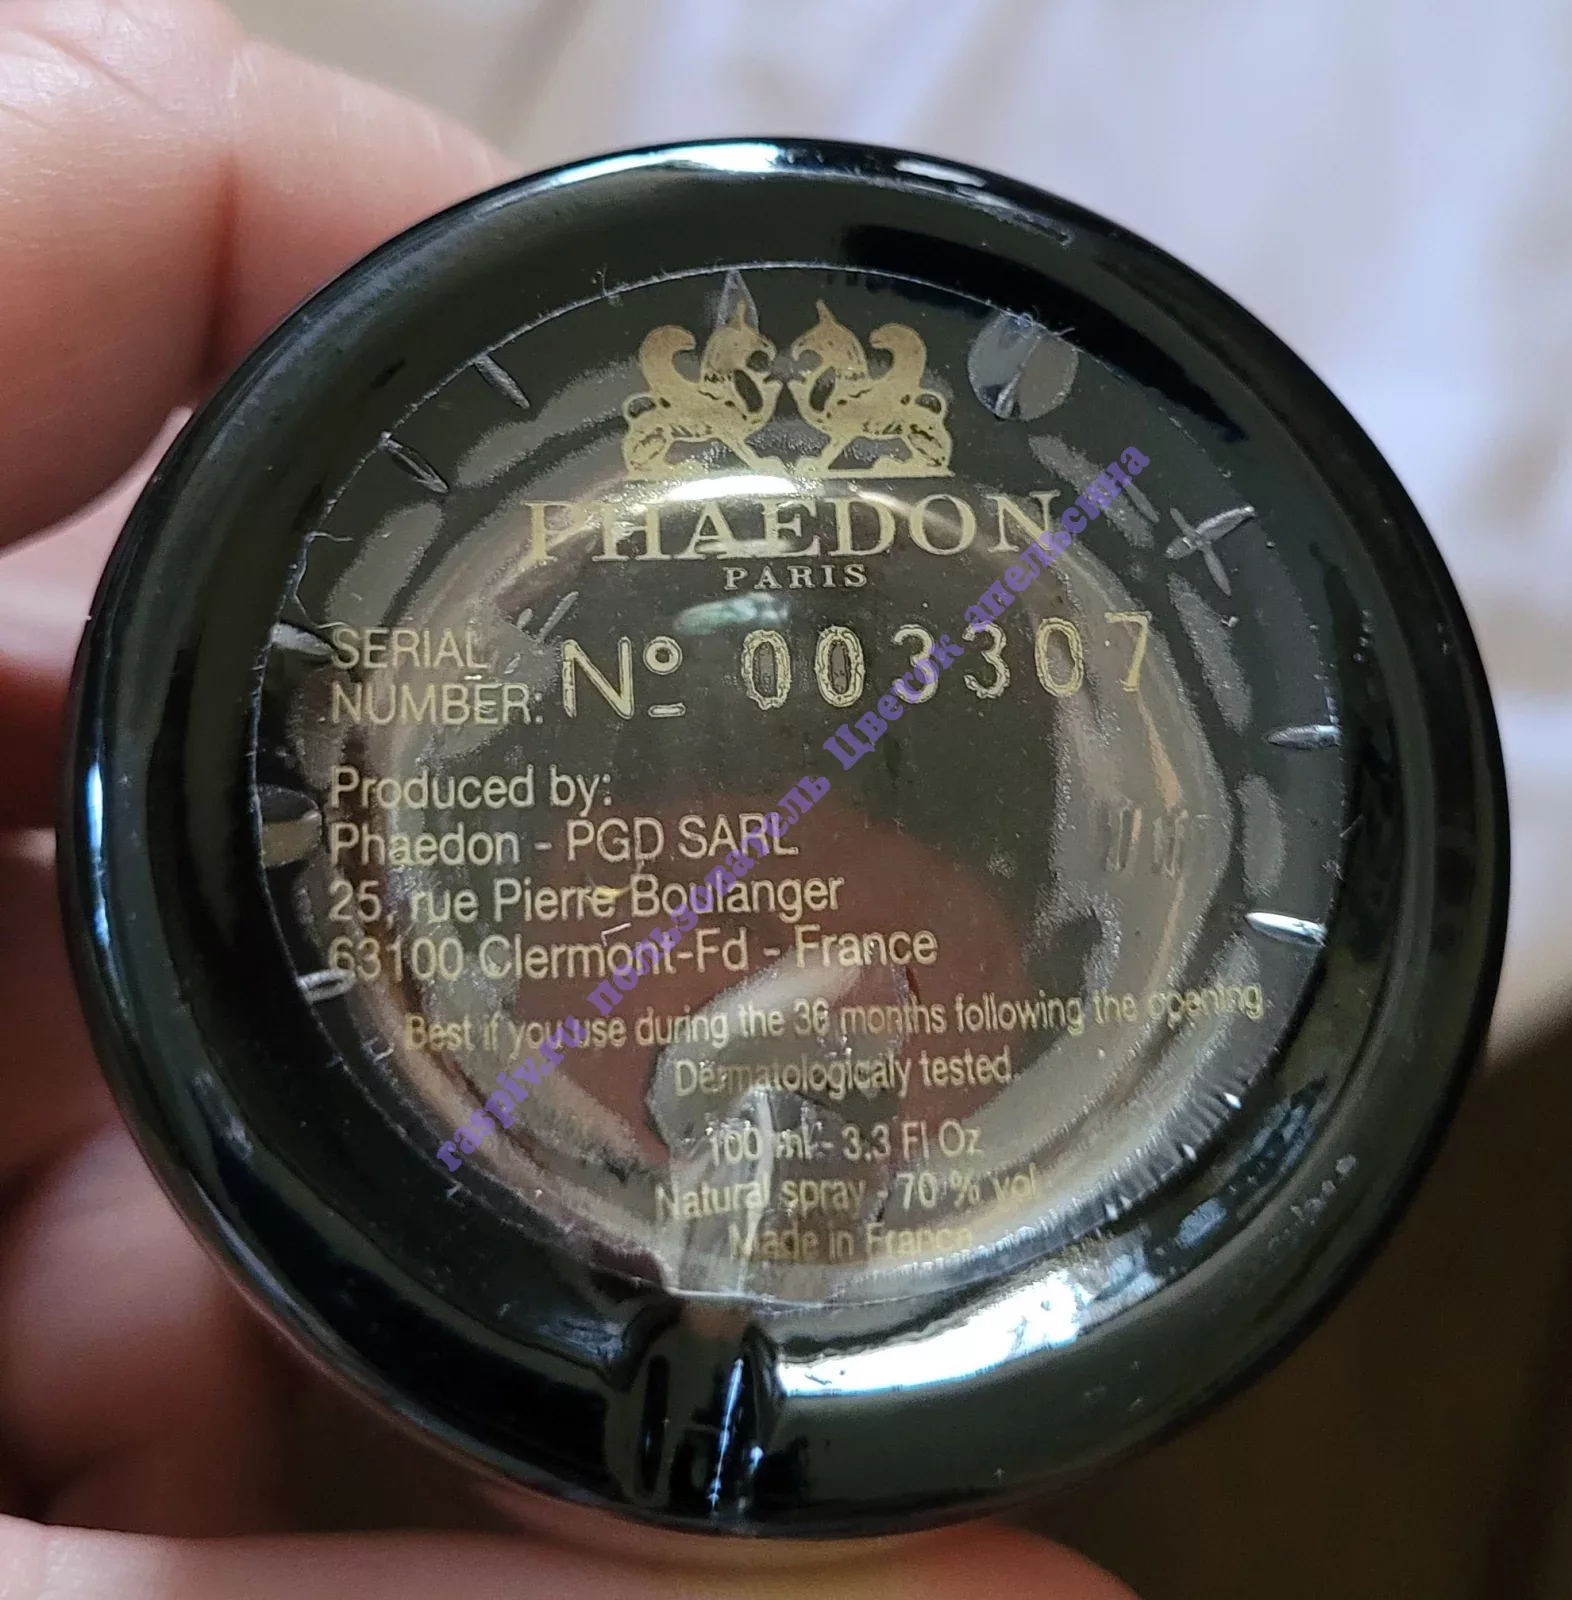 PHAEDON
PARIS
SERIAL
NUMBER: Nº 003307
Produced by:
Phaedon - PGD SARL
25, rue Pierre Boulanger
63100 Clermont-Fd - France
Best if you use during the 36 months following the opening
Dermatologicaly tested
100 ml - 3.3 Fl Oz
Natural spray - 70 % vol
Made in France
raspiv.ru пользователь Цветок апельсина